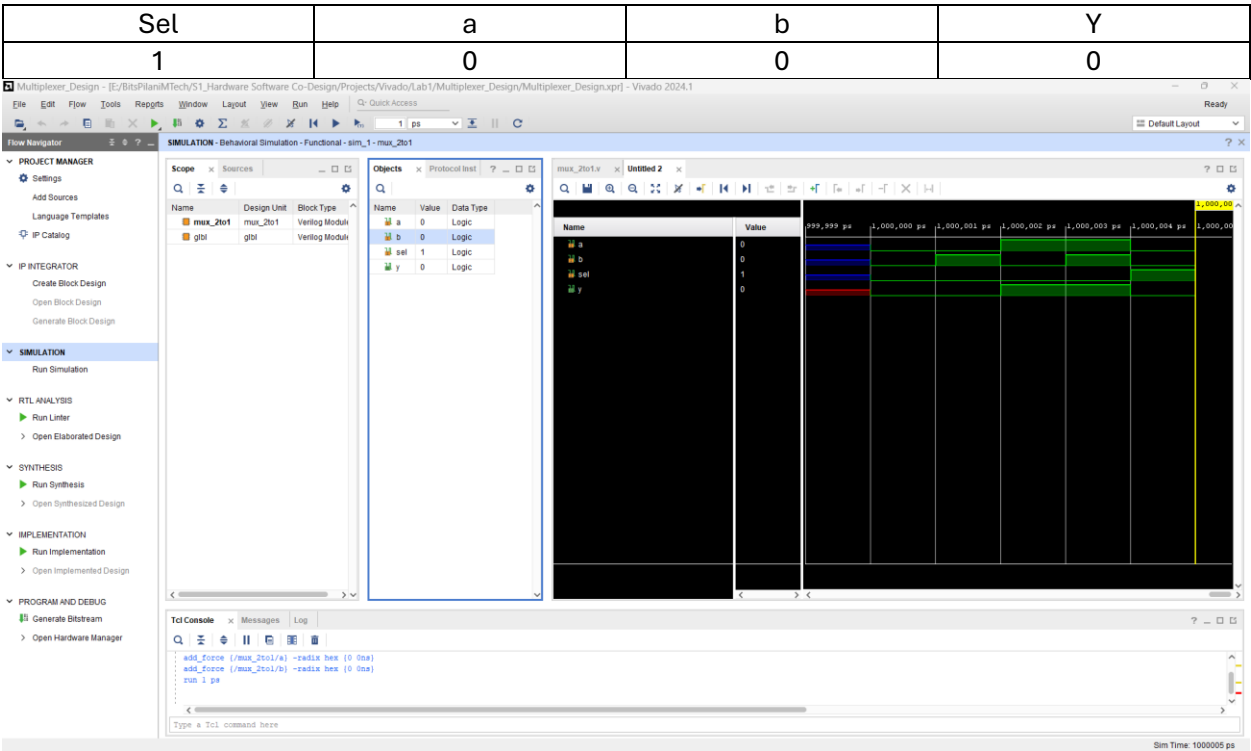 Sel a b Y
1 0 0 0
Multiplexer_Design - [E:/BitsPilaniMTech/S1_Hardware Software Co-Design/Projects/Vivado/Lab1/Multiplexer_Design/Multiplexer_Design.xpr] - Vivado 2024.1
File Edit Flow Tools Reports Window Layout View Run Help Quick Access Ready
1 ps Default Layout
Flow Navigator SIMULATION - Behavioral Simulation - Functional - sim_1 - mux_2to1
PROJECT MANAGER
Settings
Add Sources
Language Templates
IP Catalog
IP INTEGRATOR
Create Block Design
Open Block Design
Generate Block Design
SIMULATION
Run Simulation
RTL ANALYSIS
Run Linter
Open Elaborated Design
SYNTHESIS
Run Synthesis
Open Synthesized Design
IMPLEMENTATION
Run Implementation
Open Implemented Design
PROGRAM AND DEBUG
Generate Bitstream
Open Hardware Manager
Scope Sources
Name Design Unit Block Type
mux_2to1 mux_2to1 Verilog Module
glbl glbl Verilog Module
Objects Protocol Inst
Name Value Data Type
a 0 Logic
b 0 Logic
sel 1 Logic
y 0 Logic
mux_2to1.v Untitled 2
1,000,00
Name Value 999,999 ps 1,000,000 ps 1,000,001 ps 1,000,002 ps 1,000,003 ps 1,000,004 ps 1,000,00
a 0
b 0
sel 1
y 0
Tcl Console Messages Log
add_force {/mux_2to1/a} -radix hex {0 0ns}
add_force {/mux_2to1/b} -radix hex {0 0ns}
run 1 ps
Type a Tcl command here
Sim Time: 1000005 ps